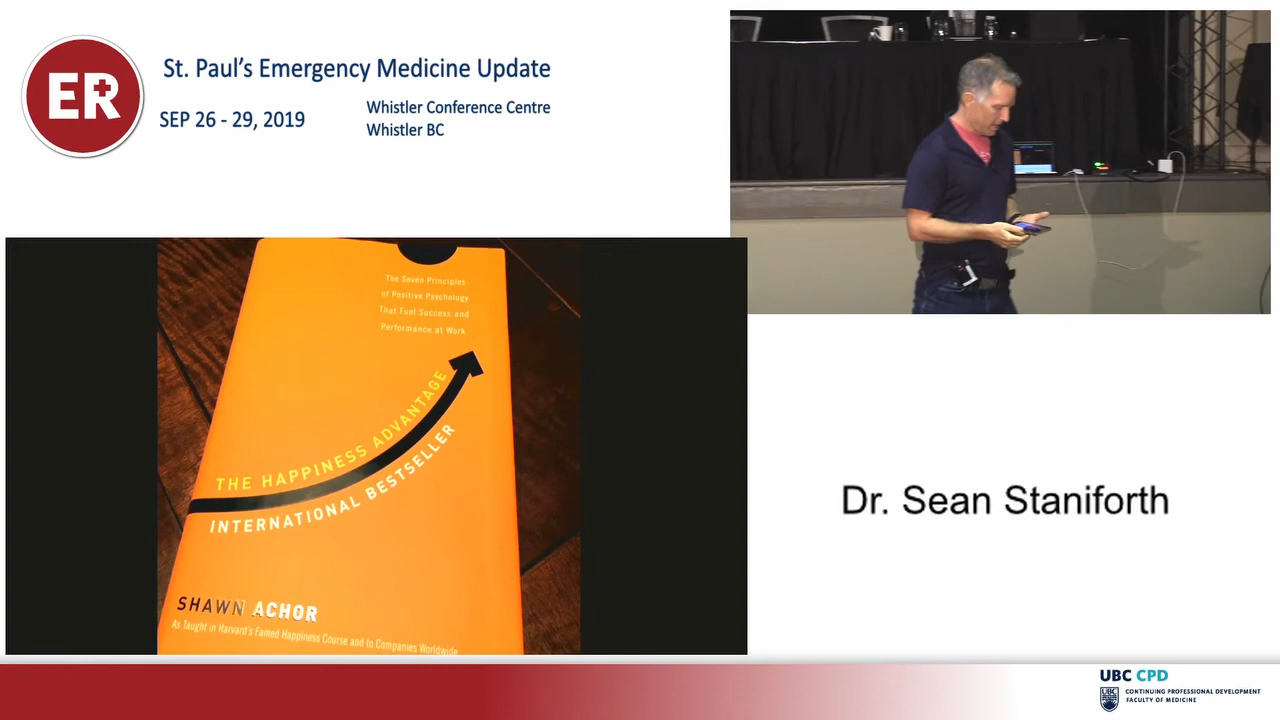 ER
St. Paul's Emergency Medicine Update
SEP 26 - 29, 2019
Whistler Conference Centre
Whistler BC
The Seven Principles
of Positive Psychology
That Fuel Success and
Performance at Work
THE HAPPINESS ADVANTAGE
INTERNATIONAL BESTSELLER
SHAWN ACHOR
As Taught in Harvard's Famed Happiness Course and to Companies Worldwide
Dr. Sean Staniforth
UBC CPD
UBC
CONTINUING PROFESSIONAL DEVELOPMENT
FACULTY OF MEDICINE